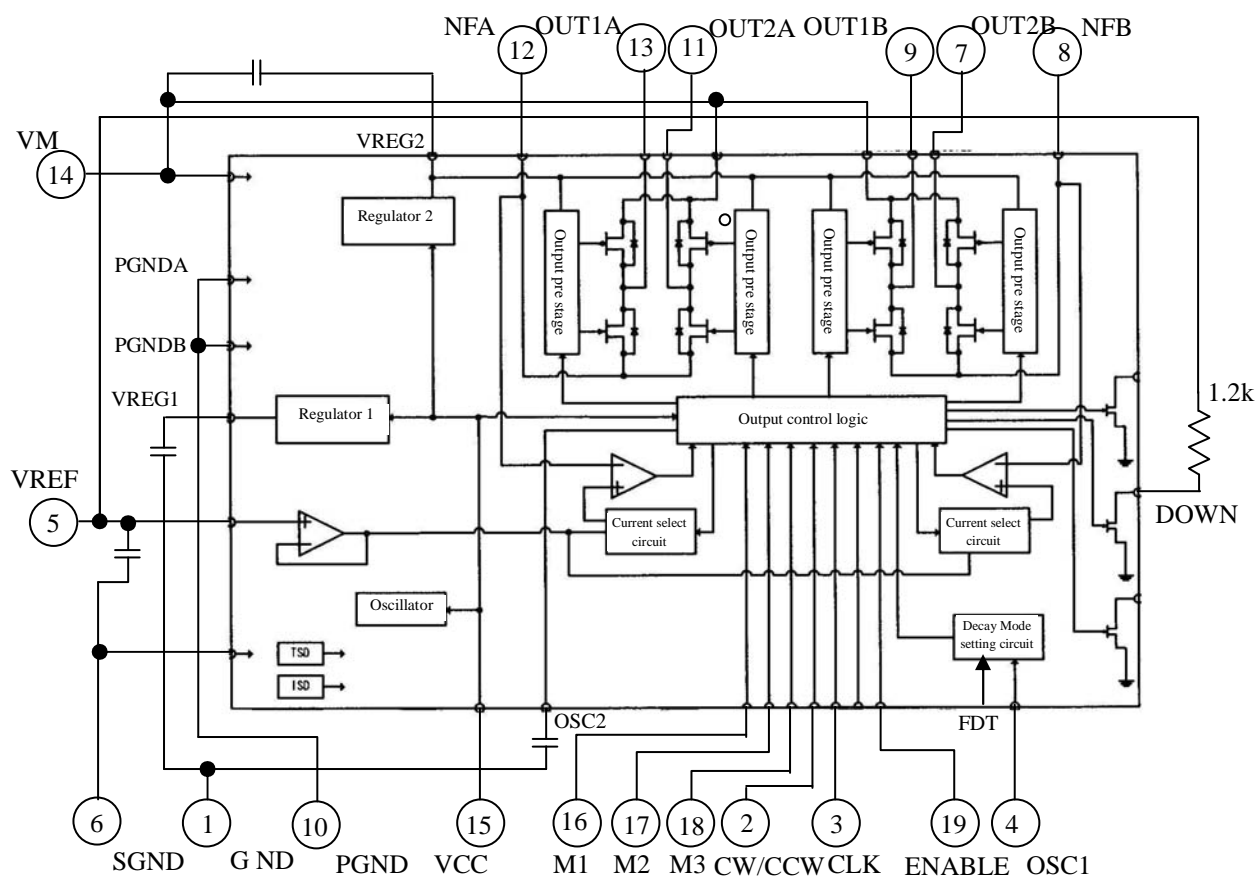 NFA OUT1A OUT2A OUT1B OUT2B NFB
12 13 11 9 7 8
VM
14
VREG2
Regulator 2
Output pre stage
Output pre stage
Output pre stage
Output pre stage
PGNDA
PGNDB
VREG1
Regulator 1
Output control logic
1.2k
VREF
5
Current select
circuit
Current select
circuit
DOWN
Oscillator
Decay Mode
setting circuit
TSD
ISD
OSC2
FDT
6 1 10 15 16 17 18 2 3 19 4
SGND G ND PGND VCC M1 M2 M3 CW/CCW CLK ENABLE OSC1